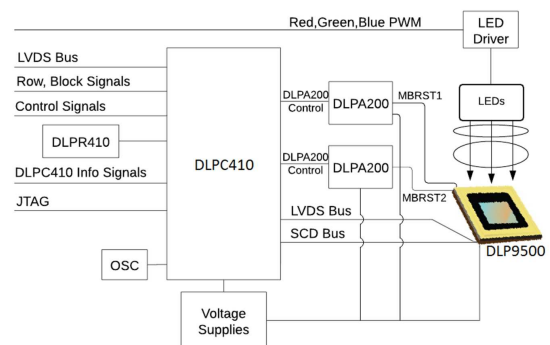 Red,Green,Blue PWM
LED
Driver
LVDS Bus
Row, Block Signals
Control Signals
DLPR410
DLPC410 Info Signals
JTAG
OSC
DLPC410
Voltage
Supplies
DLPA200
Control
DLPA200
MBRST1
DLPA200
Control
DLPA200
MBRST2
LVDS Bus
SCD Bus
LEDs
DLP9500